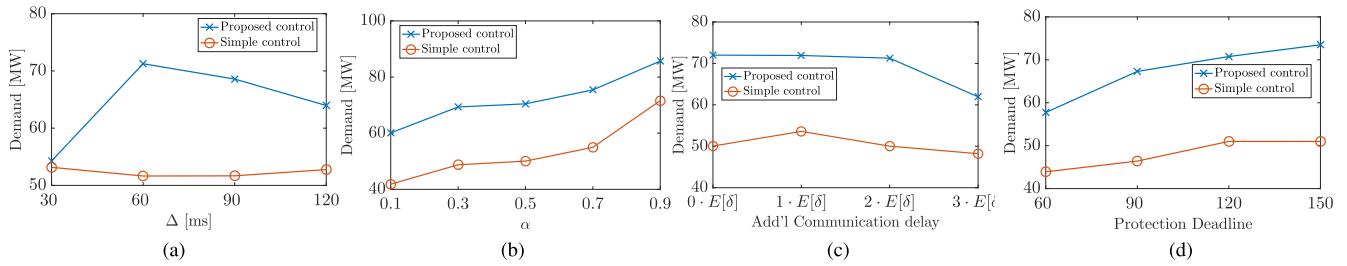 80
70
60
50
Demand [MW]
Proposed control
Simple control
30 60 90 120
Δ [ms]
(a)
100
80
60
40
Demand [MW]
Proposed control
Simple control
0.1 0.3 0.5 0.7 0.9
α
(b)
80
70
60
50
40
Demand [MW]
Proposed control
Simple control
0 · E[δ] 1 · E[δ] 2 · E[δ] 3 · E[δ
Add'l Communication delay
(c)
80
70
60
50
40
Demand [MW]
Proposed control
Simple control
60 90 120 150
Protection Deadline
(d)